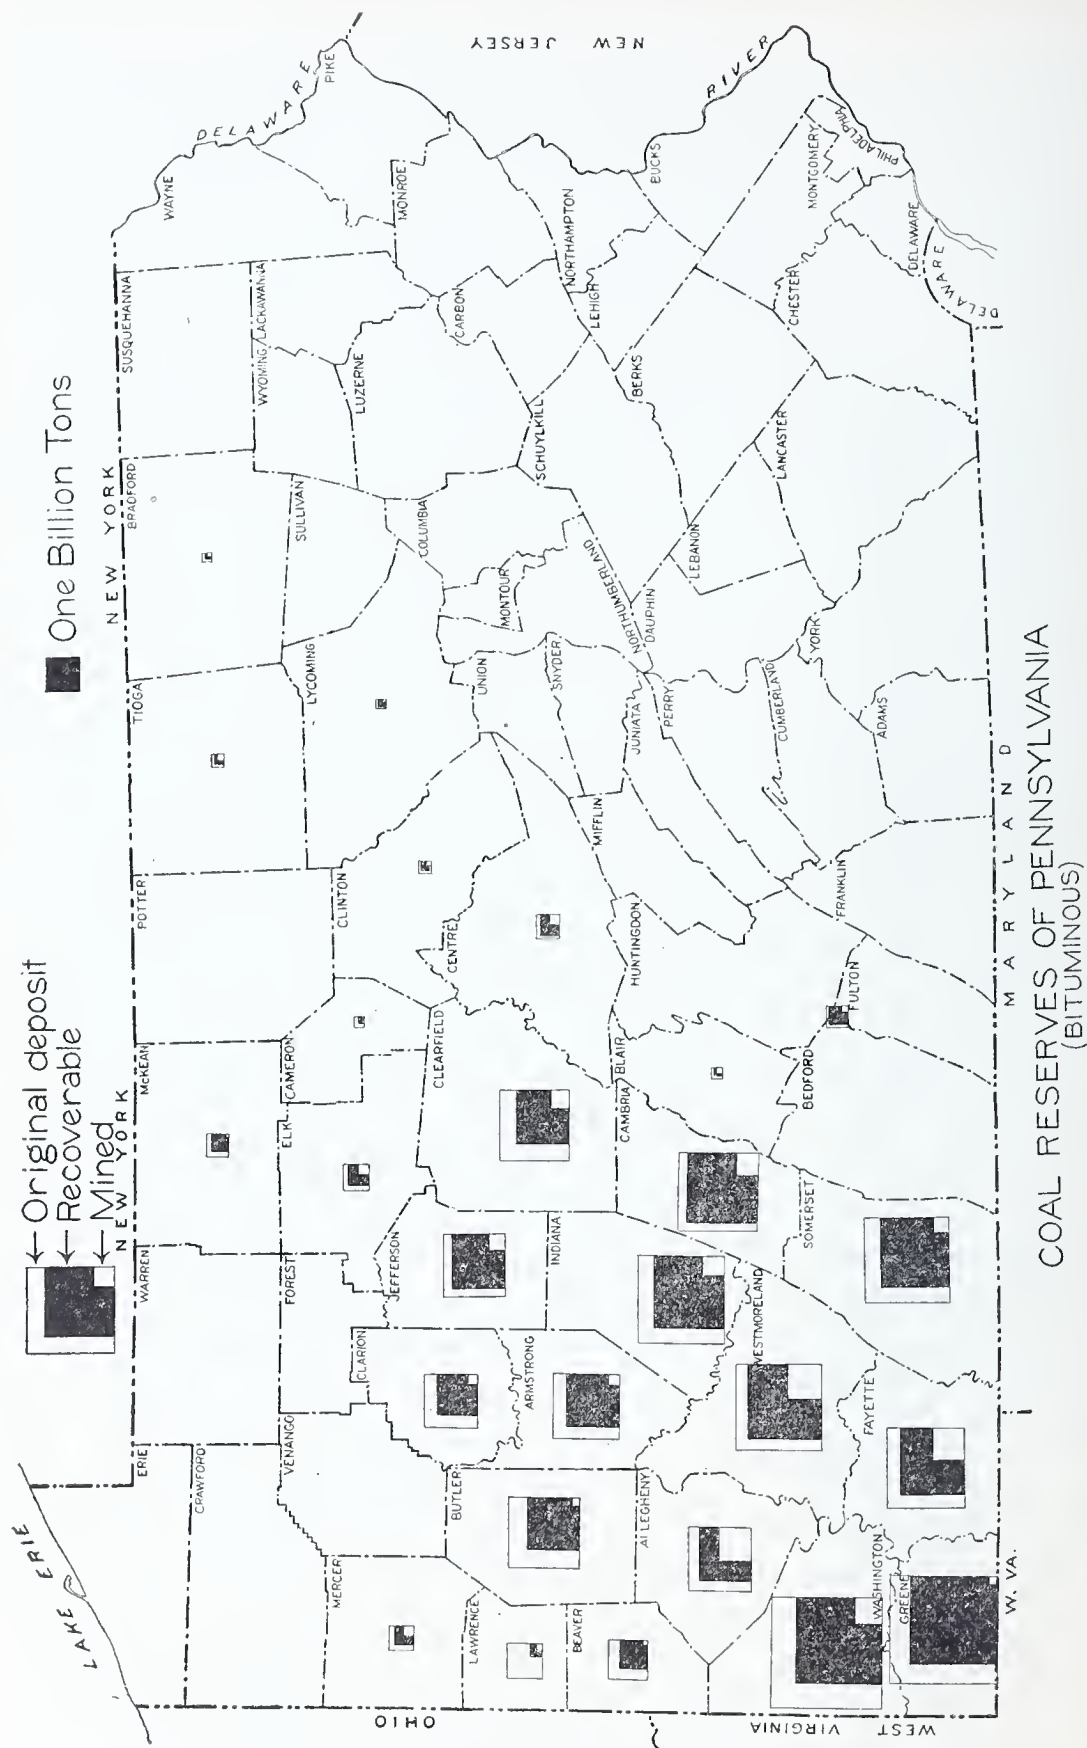 Original deposit
Recoverable
Mined
One Billion Tons
NEW YORK
NEW YORK
LAKE ERIE
DELAWARE
RIVER
NEW JERSEY
ERIE
CRAWFORD
WARREN
McKEAN
POTTER
TIOGA
BRADFORD
SUSQUEHANNA
WAYNE
PIKE
WYOMING
LACKAWANNA
SULLIVAN
LUZERNE
MONROE
VENANGO
FOREST
ELK
CAMERON
LYCOMING
CLINTON
MERCER
CLARION
JEFFERSON
CLEARFIELD
CENTRE
COLUMBIA
CARBON
UNION
MONTOUR
BUTLER
LAWRENCE
ARMSTRONG
INDIANA
SNYDER
NORTHUMBERLAND
SCHUYLKILL
NORTHAMPTON
LEHIGH
BEAVER
ALLEGHENY
CAMBRIA
BLAIR
HUNTINGDON
MIFFLIN
JUNIATA
PERRY
DAUPHIN
LEBANON
BERKS
BUCKS
WESTMORELAND
SOMERSET
BEDFORD
FULTON
FRANKLIN
CUMBERLAND
YORK
ADAMS
LANCASTER
CHESTER
MONTGOMERY
PHILADELPHIA
DELAWARE
DELAWARE
FAYETTE
WASHINGTON
GREENE
OHIO
WEST VIRGINIA
W. VA.
MARYLAND
COAL RESERVES OF PENNSYLVANIA
(BITUMINOUS)